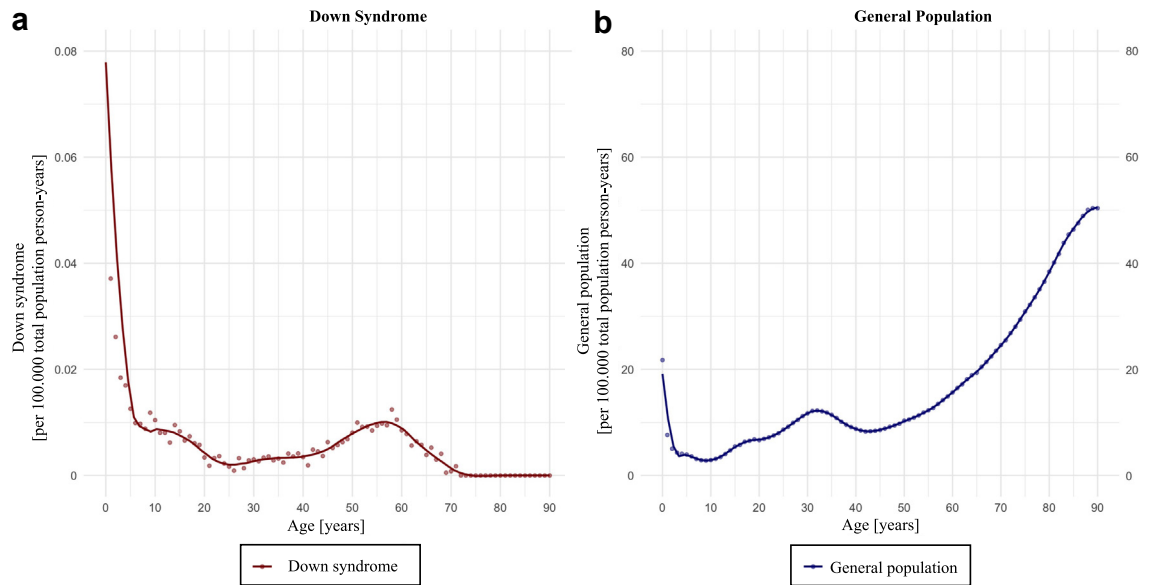 a
Down Syndrome
0.08
0.06
0.04
0.02
0
Down syndrome
[per 100.000 total population person-years]
0 10 20 30 40 50 60 70 80 90
Age [years]
Down syndrome
b
General Population
80
60
40
20
0
General population
[per 100.000 total population person-years]
80
60
40
20
0
0 10 20 30 40 50 60 70 80 90
Age [years]
General population